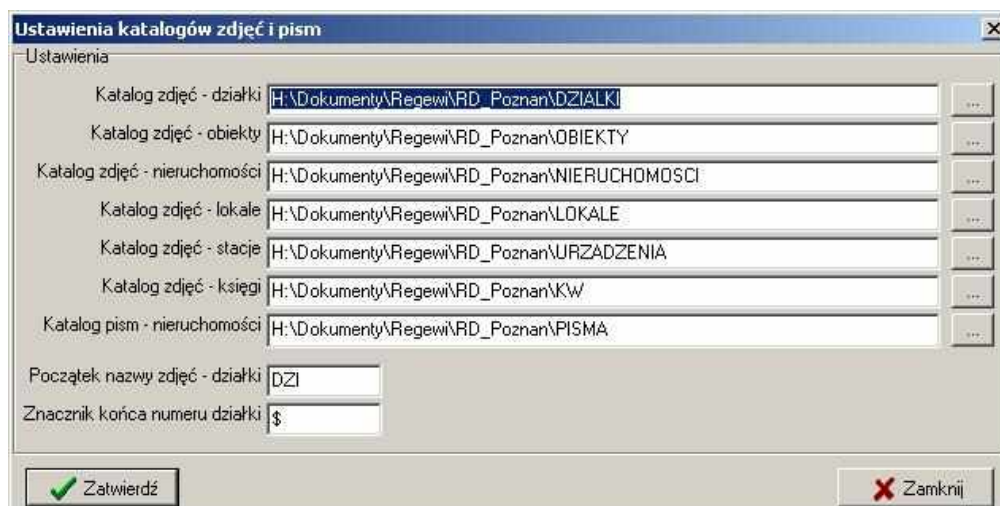 Ustawienia katalogów zdjęć i pism
Ustawienia
Katalog zdjęć - działki H:\Dokumenty\Regewi\RD_Poznan\DZIALKI ...
Katalog zdjęć - obiekty H:\Dokumenty\Regewi\RD_Poznan\OBIEKTY ...
Katalog zdjęć - nieruchomości H:\Dokumenty\Regewi\RD_Poznan\NIERUCHOMOSCI ...
Katalog zdjęć - lokale H:\Dokumenty\Regewi\RD_Poznan\LOKALE ...
Katalog zdjęć - stacje H:\Dokumenty\Regewi\RD_Poznan\URZADZENIA ...
Katalog zdjęć - księgi H:\Dokumenty\Regewi\RD_Poznan\KW ...
Katalog pism - nieruchomości H:\Dokumenty\Regewi\RD_Poznan\PISMA ...
Początek nazwy zdjęć - działki DZI
Znacznik końca numeru działki $
Zatwierdź Zamknij